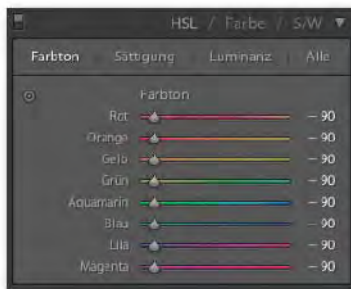 HSL / Farbe / S/W
Farbton Sättigung Luminanz Alle
Farbton
Rot − 90
Orange − 90
Gelb − 90
Grün − 90
Aquamarin − 90
Blau − 90
Lila − 90
Magenta − 90